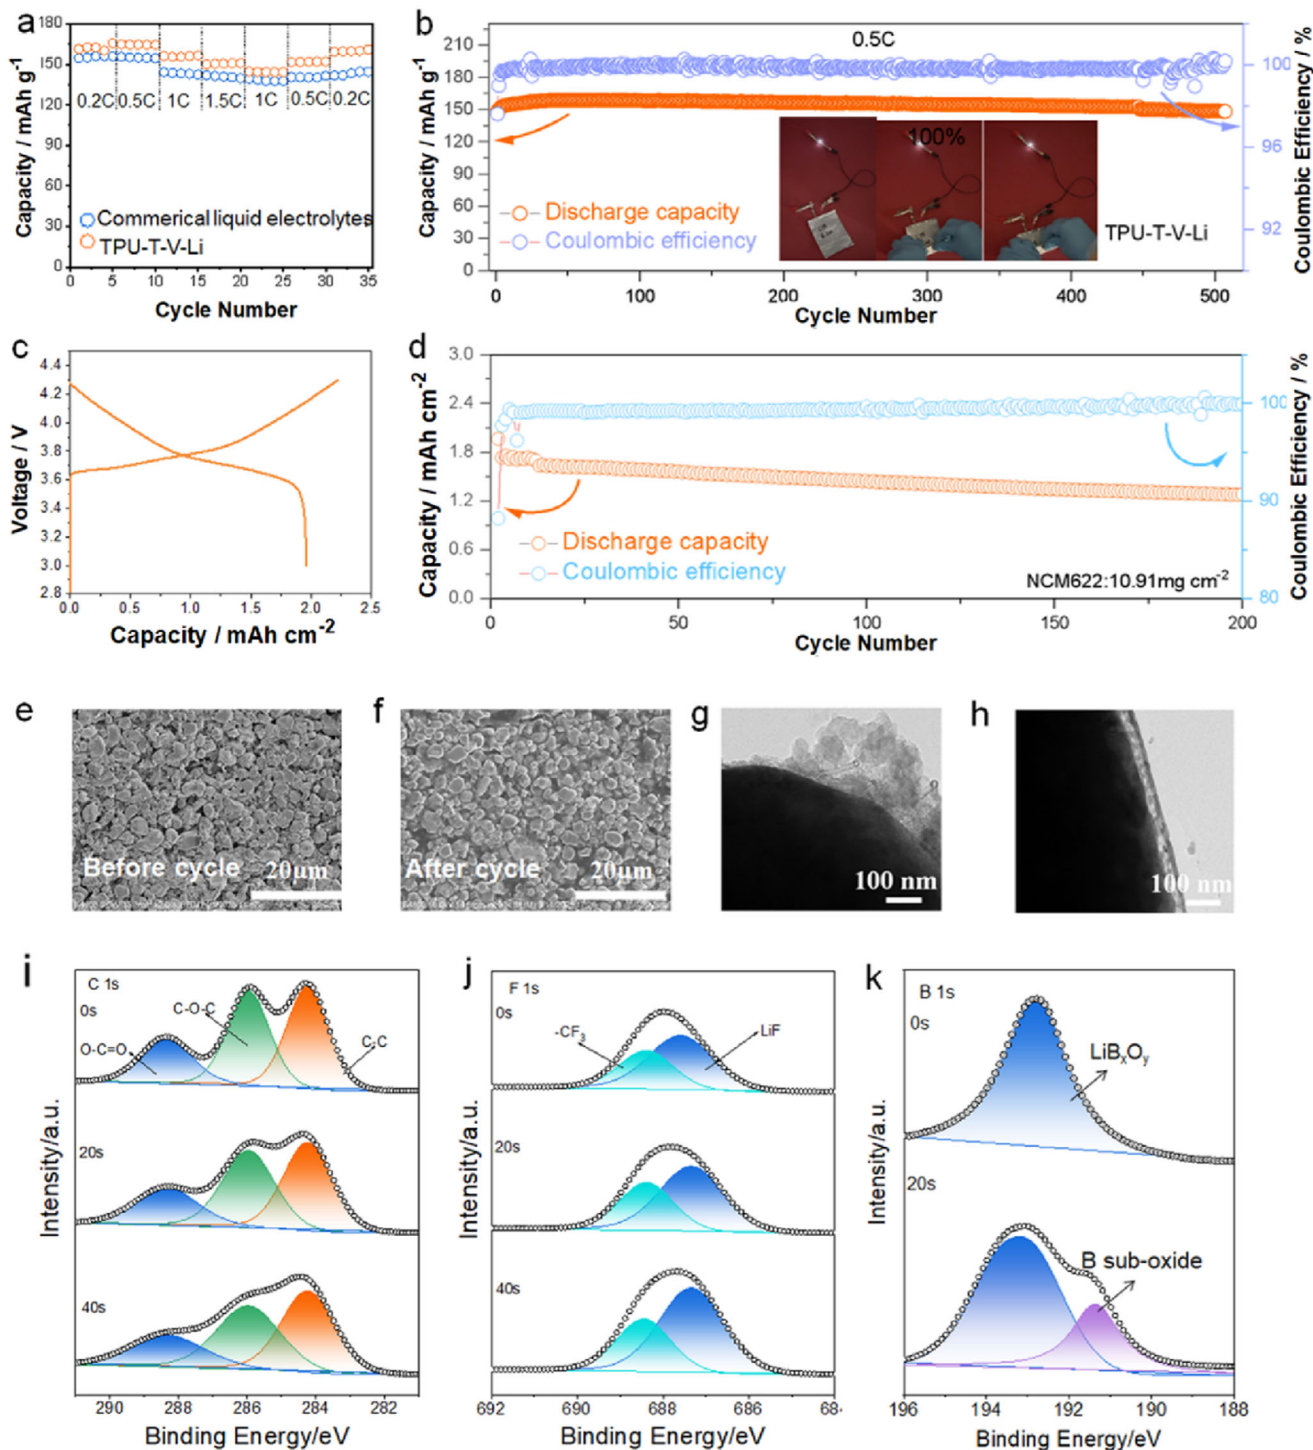 a
180
150
120
90
60
30
0
Capacity / mAh g-1
0.2C 0.5C 1C 1.5C 1C 0.5C 0.2C
Commerical liquid electrolytes
TPU-T-V-Li
0 5 10 15 20 25 30 35
Cycle Number
b
210
180
150
120
90
60
30
0
Capacity / mAh g-1
0.5C
100%
Discharge capacity
Coulombic efficiency
TPU-T-V-Li
100
96
92
Coulombic Efficiency / %
0 100 200 300 400 500
Cycle Number
c
4.4
4.2
4.0
3.8
3.6
3.4
3.2
3.0
2.8
Voltage / V
0.0 0.5 1.0 1.5 2.0 2.5
Capacity / mAh cm-2
d
3.0
2.4
1.8
1.2
0.6
0.0
Capacity / mAh cm-2
Discharge capacity
Coulombic efficiency
NCM622:10.91mg cm-2
100
90
80
Coulombic Efficiency / %
0 50 100 150 200
Cycle Number
e
Before cycle 20μm
f
After cycle 20μm
g
100 nm
h
100 nm
i
C 1s
0s
O-C=O
C-O-C
C-C
20s
40s
Intensity/a.u.
290 288 286 284 282
Binding Energy/eV
j
F 1s
0s
-CF3
LiF
20s
40s
Intensity/a.u.
692 690 688 686
Binding Energy/eV
k
B 1s
0s
LiBxOy
20s
B sub-oxide
Intensity/a.u.
196 194 192 190 188
Binding Energy/eV